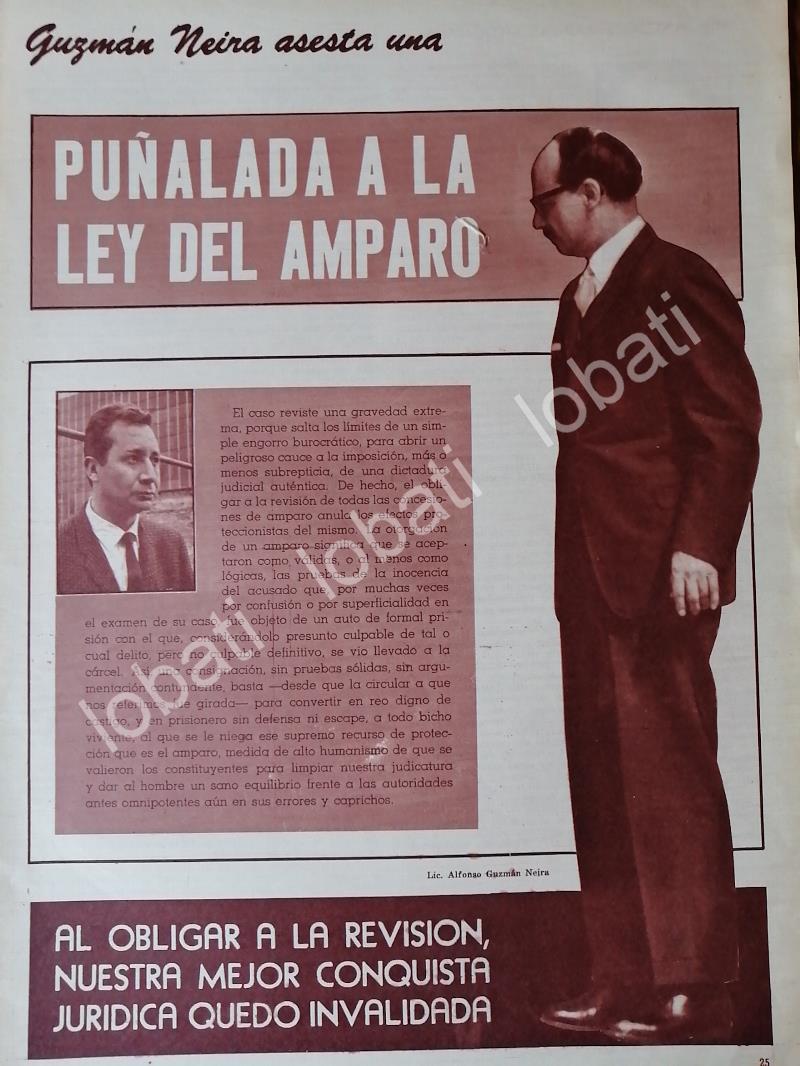 Guzmán Neira asesta una
PUÑALADA A LA
LEY DEL AMPARO
El caso reviste una gravedad extre-
ma, porque salta los límites de un sim-
ple engorro burocrático, para abrir un
peligroso cauce a la imposición, más o
menos subrepticia, de una dictadura
judicial auténtica. De hecho, el obli-
gar a la revisión de todas las concesio-
nes de amparo anula los efectos pro-
teccionistas del mismo. La otorgación
de un amparo significa que se acep-
taron como válidas, o al menos como
lógicas, las pruebas de la inocencia
del acusado que, por muchas veces
por confusión o por superficialidad en
el examen de su caso, fue objeto de un auto de formal pri-
sión con el que, considerándolo presunto culpable de tal o
cual delito, pero no culpable definitivo, se vio llevado a la
cárcel. Así, una consignación, sin pruebas sólidas, sin argu-
mentación contundente, basta —desde que la circular a que
nos referimos fue girada— para convertir en reo digno de
castigo, y en prisionero sin defensa ni escape, a todo bicho
viviente, al que se le niega ese supremo recurso de protec-
ción que es el amparo, medida de alto humanismo de que se
valieron los constituyentes para limpiar nuestra judicatura
y dar al hombre un sano equilibrio frente a las autoridades
antes omnipotentes aún en sus errores y caprichos.
Lic. Alfonso Guzmán Neira
AL OBLIGAR A LA REVISION,
NUESTRA MEJOR CONQUISTA
JURIDICA QUEDO INVALIDADA
25
lobati
lobati
lobati
lobati